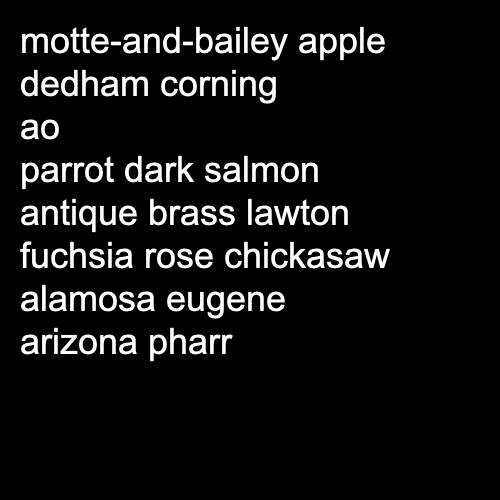 motte-and-bailey apple
dedham corning
ao
parrot dark salmon
antique brass lawton
fuchsia rose chickasaw
alamosa eugene
arizona pharr